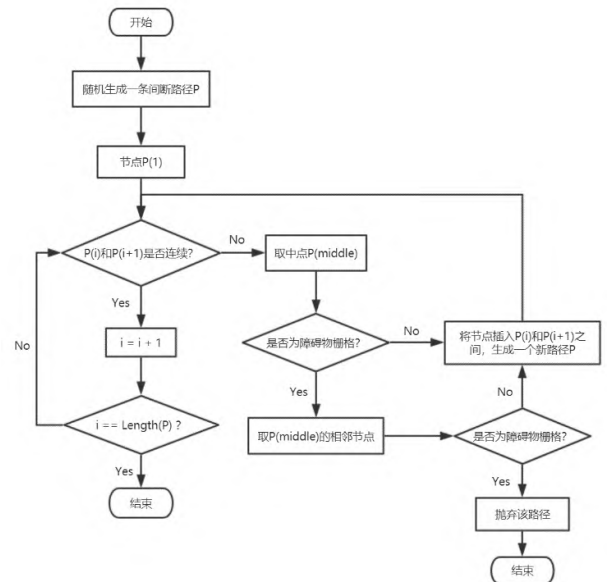 开始
随机生成一条间断路径P
节点P(1)
P(i)和P(i+1)是否连续?
No
取中点P(middle)
Yes
i = i + 1
No
是否为障碍物栅格?
No
将节点插入P(i)和P(i+1)之
间，生成一个新路径P
Yes
No
i == Length(P) ?
取P(middle)的相邻节点
是否为障碍物栅格?
Yes
结束
Yes
抛弃该路径
结束